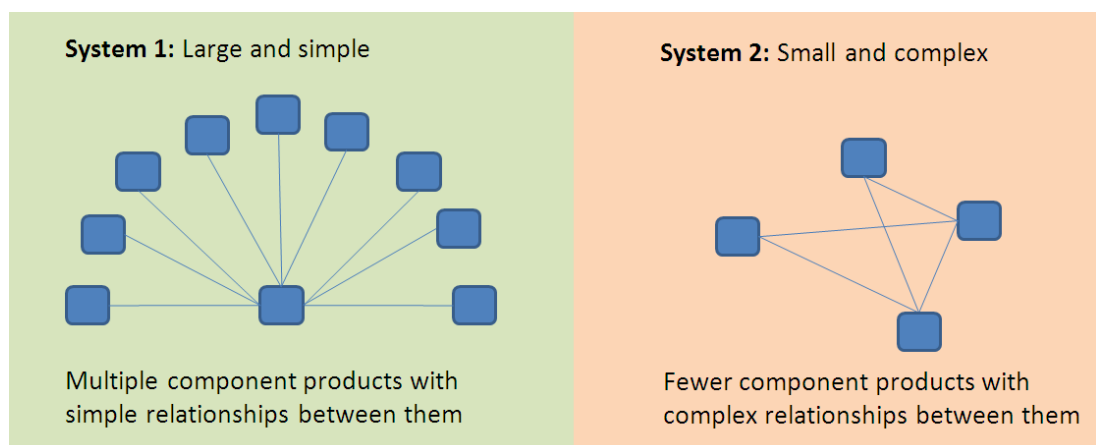 System 1: Large and simple
Multiple component products with
simple relationships between them
System 2: Small and complex
Fewer component products with
complex relationships between them